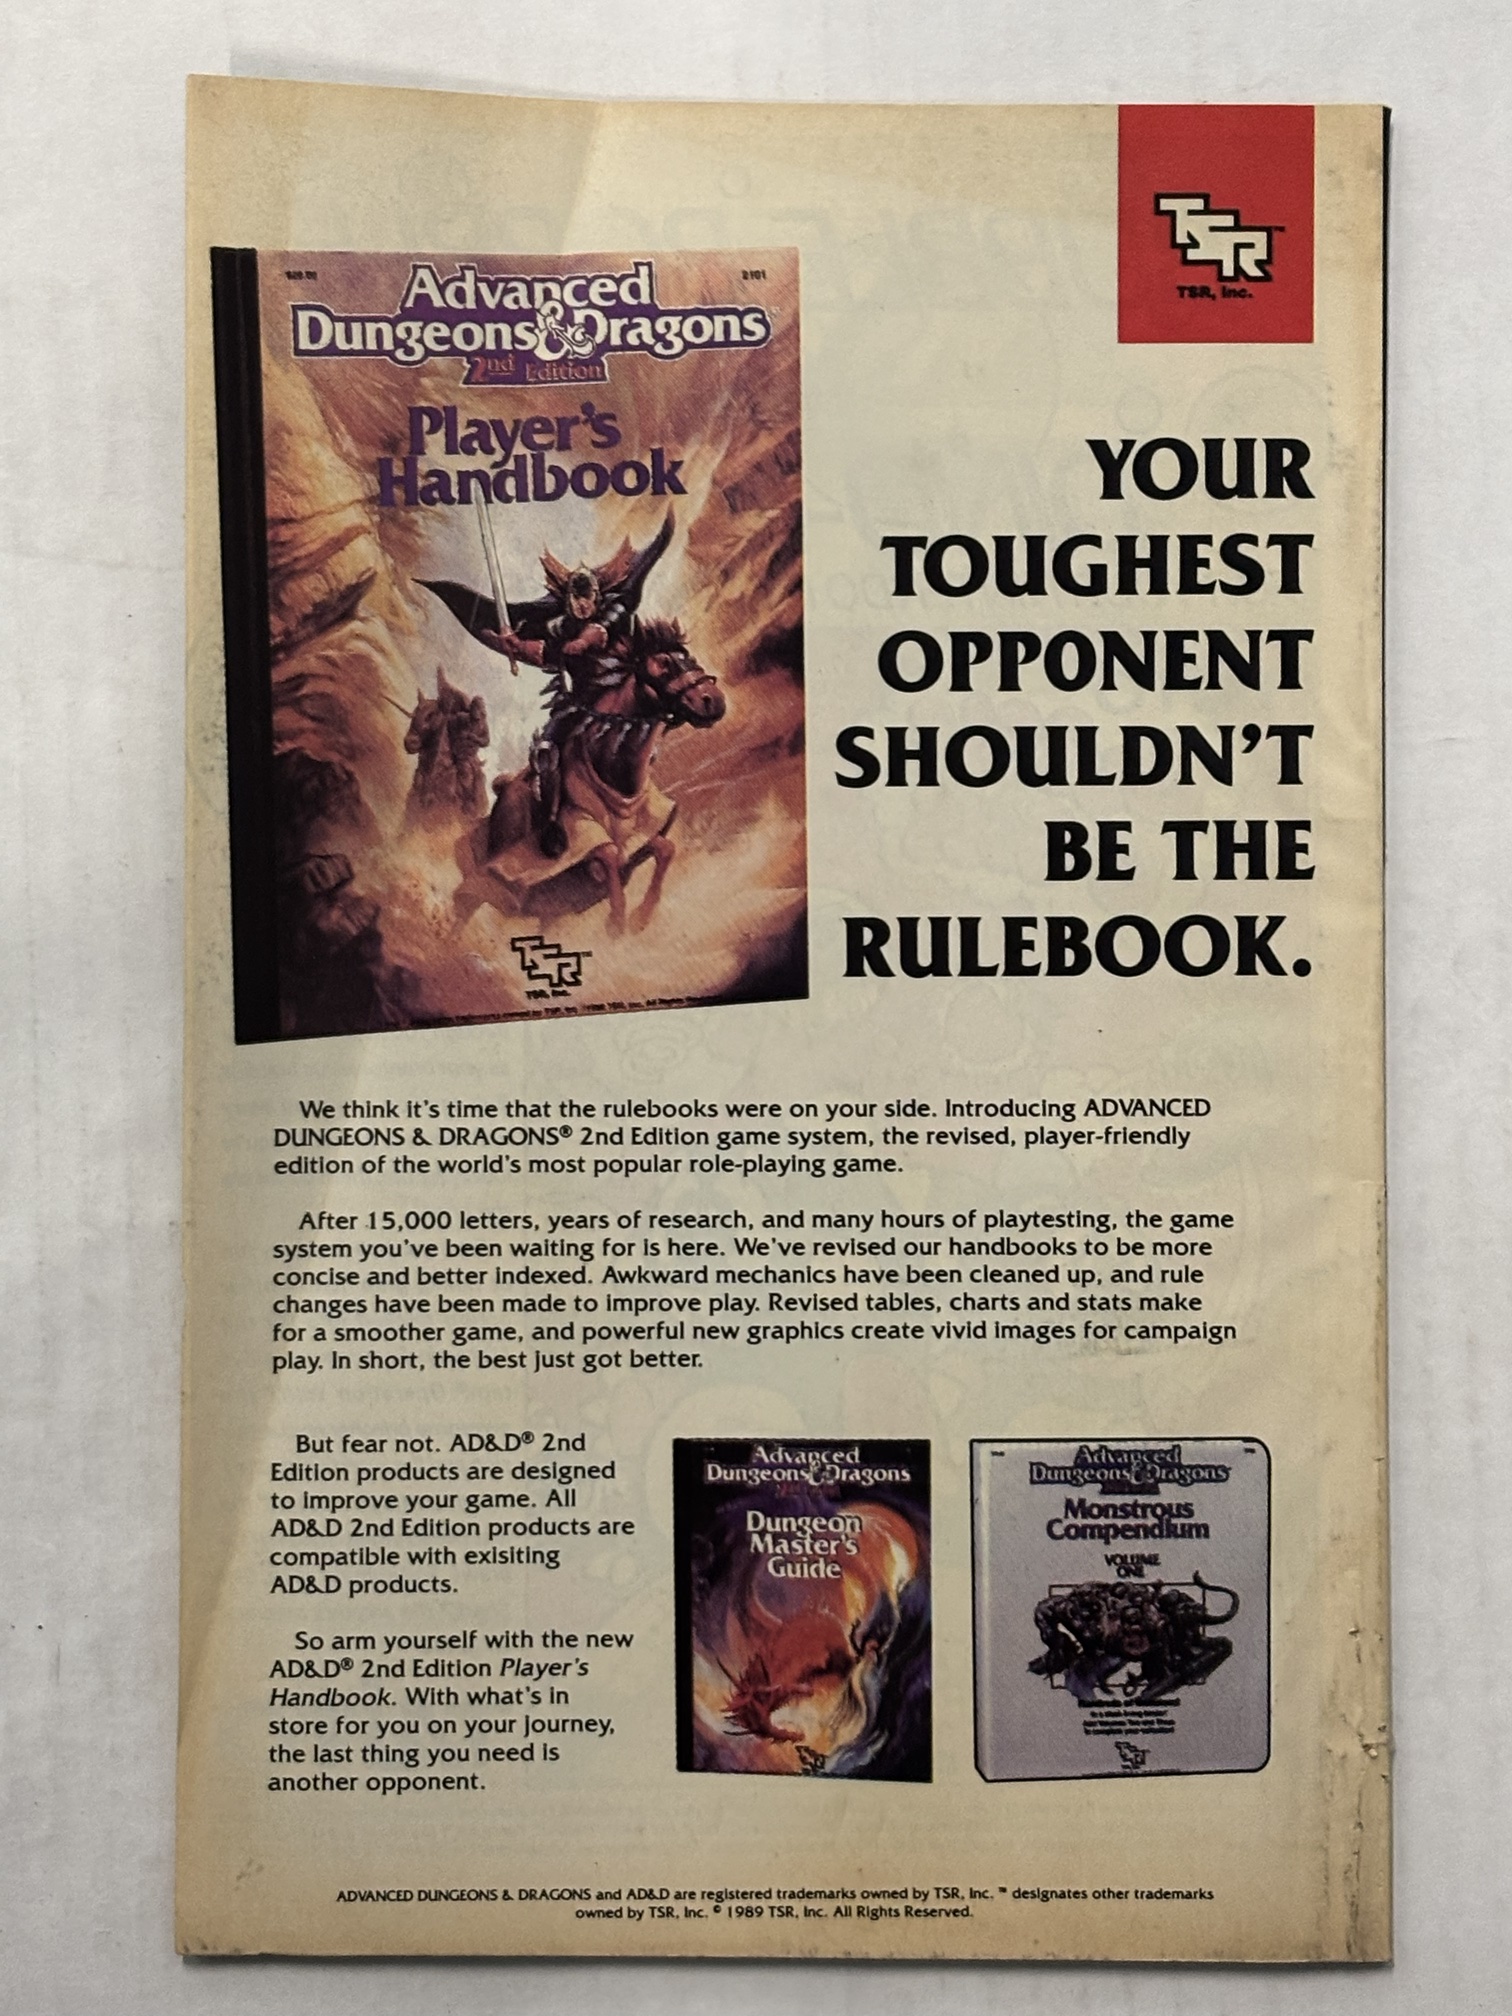 TSR
TSR, Inc.
2101
Advanced
Dungeons & Dragons
2nd Edition
Player's
Handbook
TSR
TSR, Inc.
YOUR
TOUGHEST
OPPONENT
SHOULDN'T
BE THE
RULEBOOK.
We think it's time that the rulebooks were on your side. Introducing ADVANCED
DUNGEONS & DRAGONS® 2nd Edition game system, the revised, player-friendly
edition of the world's most popular role-playing game.
After 15,000 letters, years of research, and many hours of playtesting, the game
system you've been waiting for is here. We've revised our handbooks to be more
concise and better indexed. Awkward mechanics have been cleaned up, and rule
changes have been made to improve play. Revised tables, charts and stats make
for a smoother game, and powerful new graphics create vivid images for campaign
play. In short, the best just got better.
But fear not. AD&D® 2nd
Edition products are designed
to improve your game. All
AD&D 2nd Edition products are
compatible with exisiting
AD&D products.
So arm yourself with the new
AD&D® 2nd Edition Player's
Handbook. With what's in
store for you on your journey,
the last thing you need is
another opponent.
Advanced
Dungeons & Dragons
Dungeon
Master's
Guide
TSR
Advanced
Dungeons & Dragons
Monstrous
Compendium
VOLUME
ONE
TSR
ADVANCED DUNGEONS & DRAGONS and AD&D are registered trademarks owned by TSR, Inc. ™ designates other trademarks
owned by TSR, Inc. © 1989 TSR, Inc. All Rights Reserved.